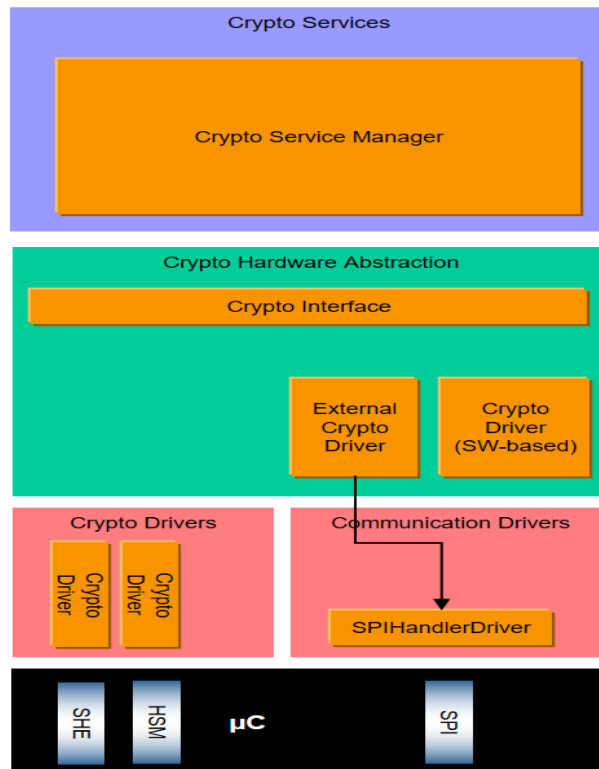 Crypto Services
Crypto Service Manager
Crypto Hardware Abstraction
Crypto Interface
External
Crypto
Driver
Crypto
Driver
(SW-based)
Crypto Drivers
Crypto
Driver
Crypto
Driver
Communication Drivers
SPIHandlerDriver
SHE
HSM
µC
SPI